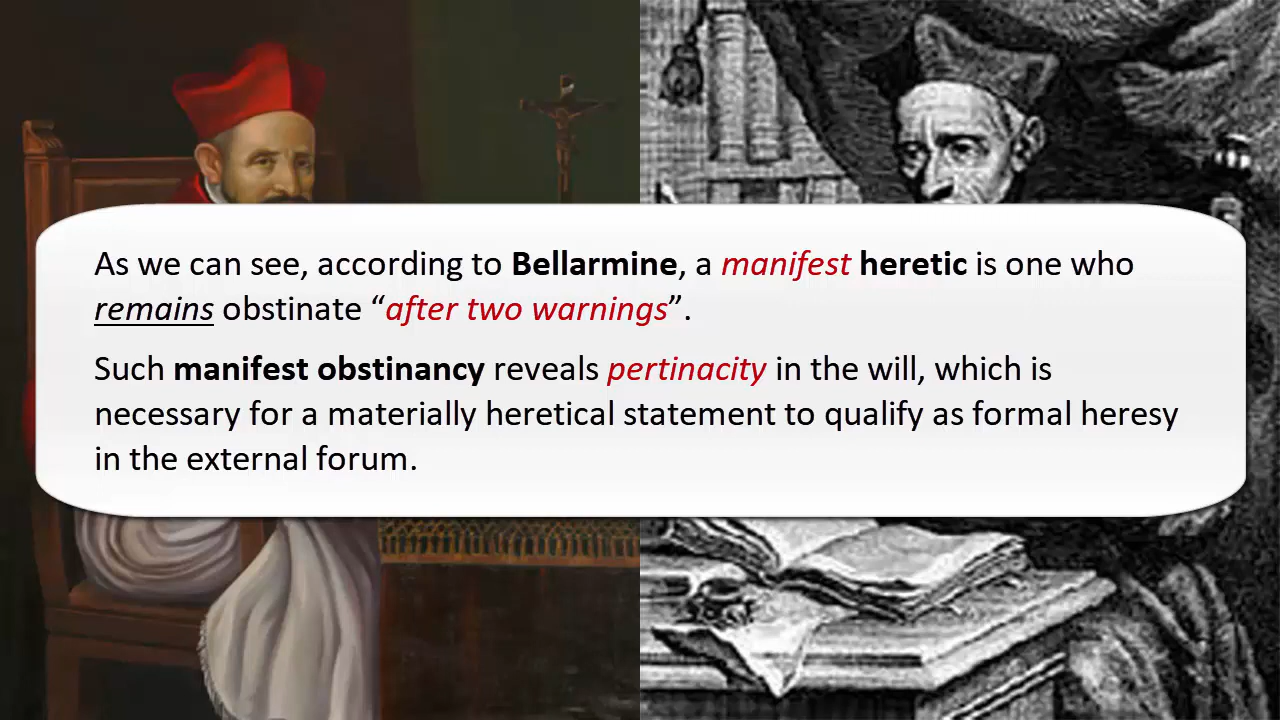 As we can see, according to Bellarmine, a manifest heretic is one who
remains obstinate “after two warnings”.
Such manifest obstinancy reveals pertinacity in the will, which is
necessary for a materially heretical statement to qualify as formal heresy
in the external forum.